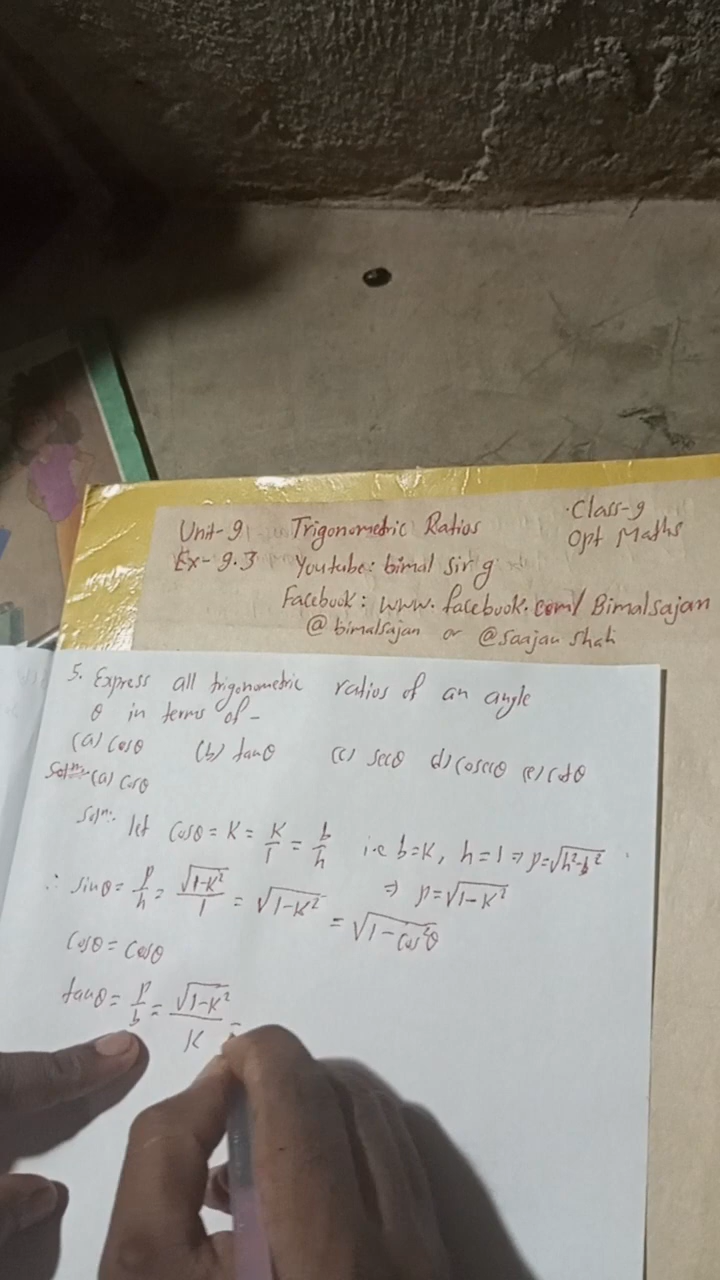 Unit-9 Trigonometric Ratios
Class-9
Opt Maths
Ex-9.3 Youtube: bimal sir g
Facebook: www.facebook.com/Bimalsajan
@bimalsajan or @Saajan Shah
5. Express all trigonometric ratios of an angle
θ in terms of -
(a) Cosθ (b) tanθ (c) secθ d) Cosecθ (e) Cotθ
Solⁿ: (a) Cosθ
Solⁿ: let Cosθ = K = K/1 = b/h i.e b=K, h=1 ⇒ p=√h²-b²
⇒ p=√1-K²
∴ sinθ = p/h = √1-K²/1 = √1-K² = √1-Cos²θ
Cosθ = Cosθ
tanθ = p/b = √1-K²/K =